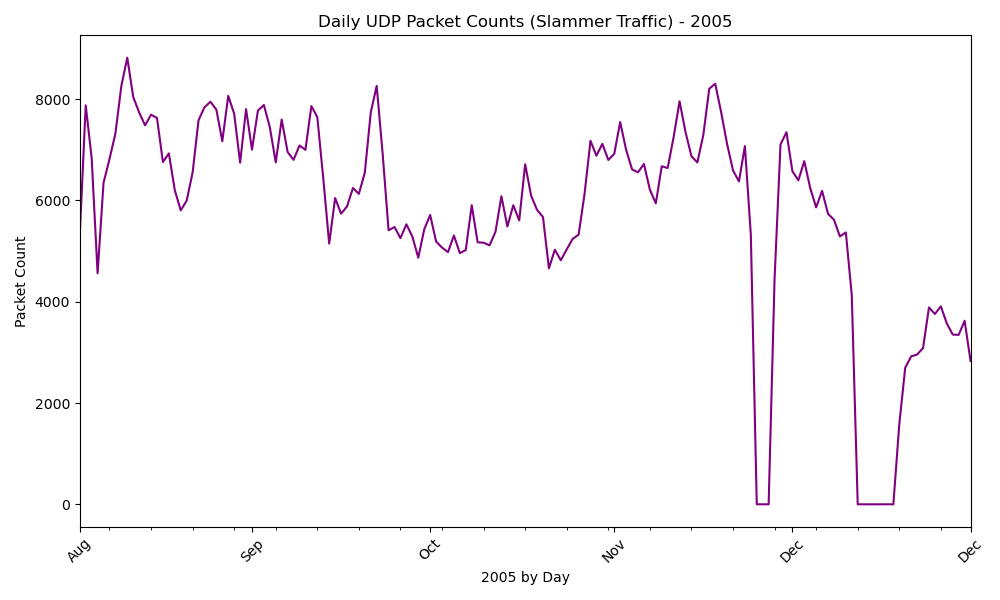 Daily UDP Packet Counts (Slammer Traffic) - 2005
Packet Count
8000
6000
4000
2000
0
Aug
Sep
Oct
Nov
Dec
Dec
2005 by Day